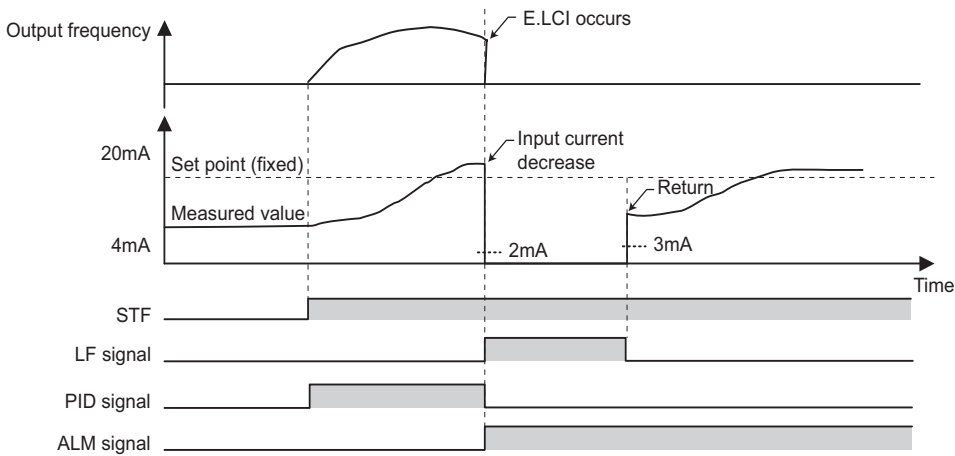 Output frequency
E.LCI occurs
20mA
Input current
decrease
Set point (fixed)
Return
Measured value
4mA
2mA
3mA
Time
STF
LF signal
PID signal
ALM signal